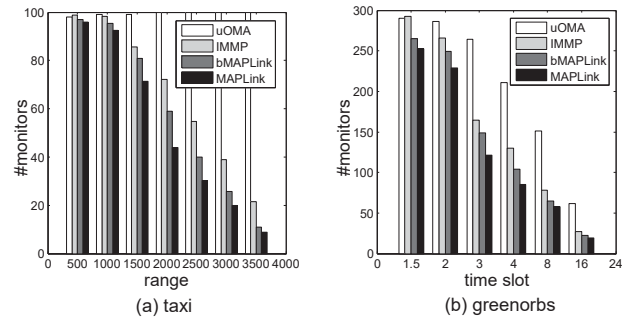 100
80
60
40
20
0
#monitors
uOMA
IMMP
bMAPLink
MAPLink
0 500 1000 1500 2000 2500 3000 3500 4000
range
(a) taxi
300
250
200
150
100
50
0
#monitors
uOMA
IMMP
bMAPLink
MAPLink
0 1.5 2 3 4 8 16 24
time slot
(b) greenorbs